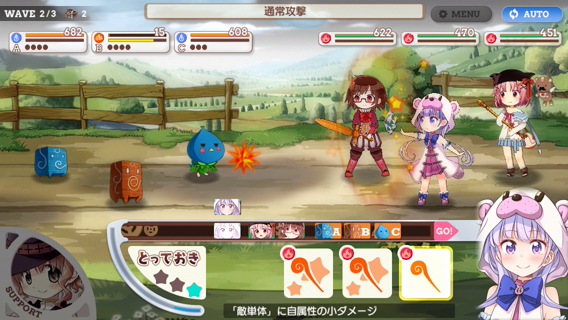 WAVE 2/3 2
通常攻撃
MENU
AUTO
A 682
B 15
C 608
622
470
451
A B C GO!
とっておき
SUPPORT
「敵単体」に自属性の小ダメージ